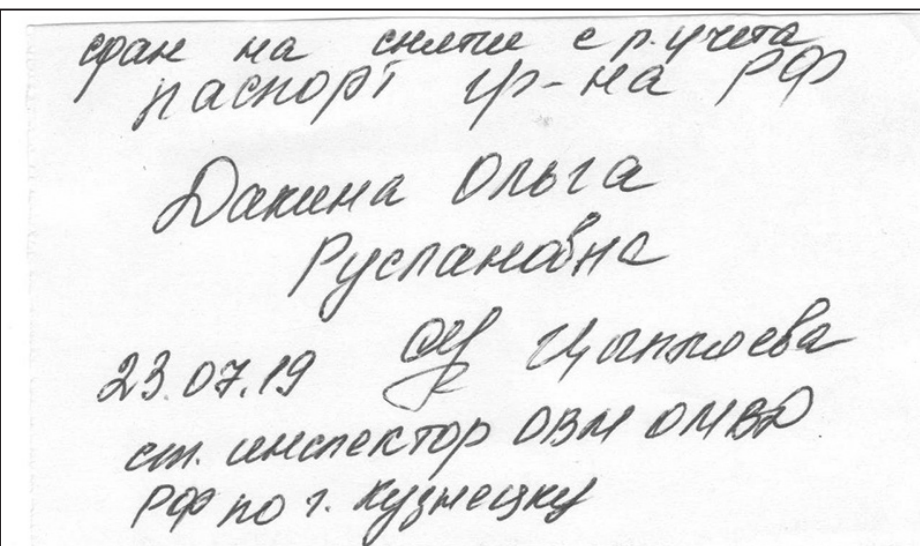 сдан на снятие с р. учета
паспорт гр-на РФ
Дакина Ольга
Руслановна
23.07.19
ст. инспектор ОВМ ОМВД
РФ по г. Кузнецку